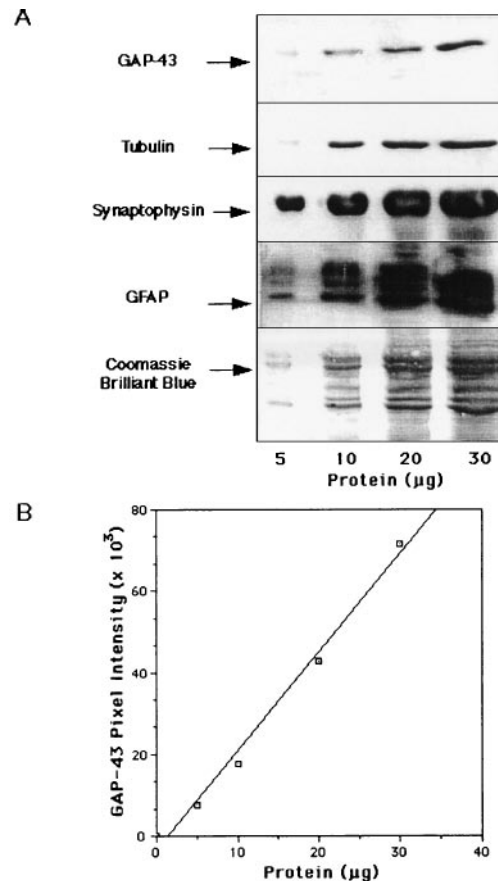 A
GAP-43
Tubulin
Synaptophysin
GFAP
Coomassie
Brilliant Blue
5 10 20 30
Protein (µg)
B
GAP-43 Pixel Intensity (x 10³)
80
60
40
20
0
0 10 20 30 40
Protein (µg)